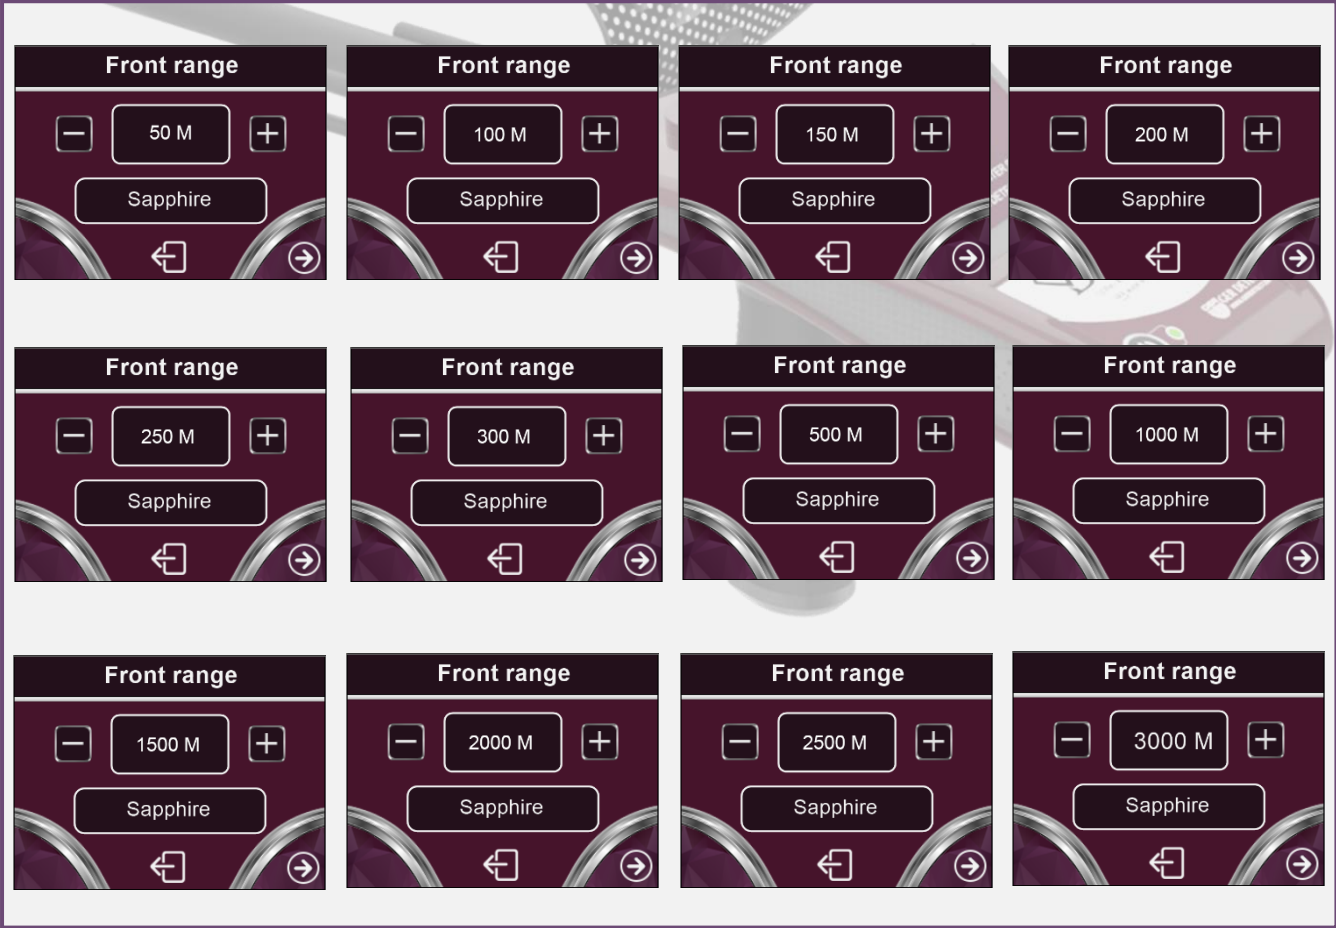 Front range
50 M
Sapphire
Front range
100 M
Sapphire
Front range
150 M
Sapphire
Front range
200 M
Sapphire
Front range
250 M
Sapphire
Front range
300 M
Sapphire
Front range
500 M
Sapphire
Front range
1000 M
Sapphire
Front range
1500 M
Sapphire
Front range
2000 M
Sapphire
Front range
2500 M
Sapphire
Front range
3000 M
Sapphire